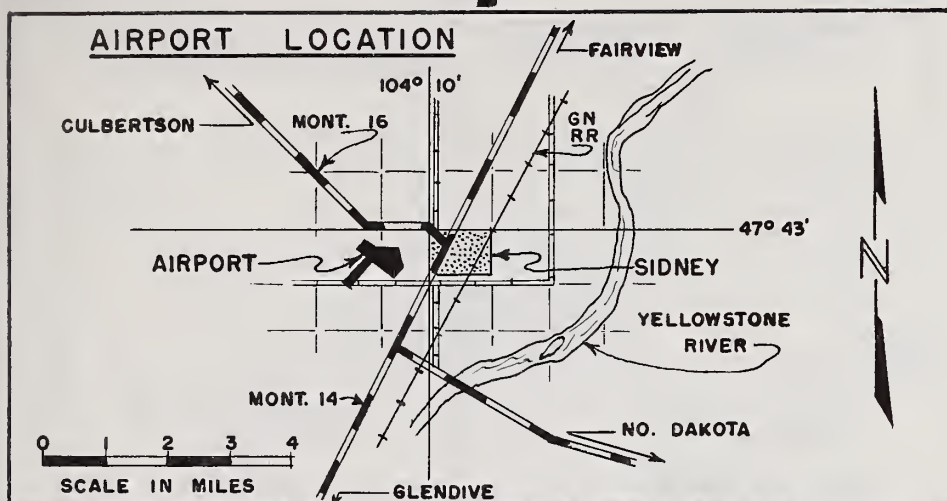 AIRPORT LOCATION
FAIRVIEW
104° 10'
CULBERTSON
MONT. 16
GN
RR
47° 43'
AIRPORT
SIDNEY
YELLOWSTONE
RIVER
MONT. 14
NO. DAKOTA
0 1 2 3 4
SCALE IN MILES
GLENDIVE
N